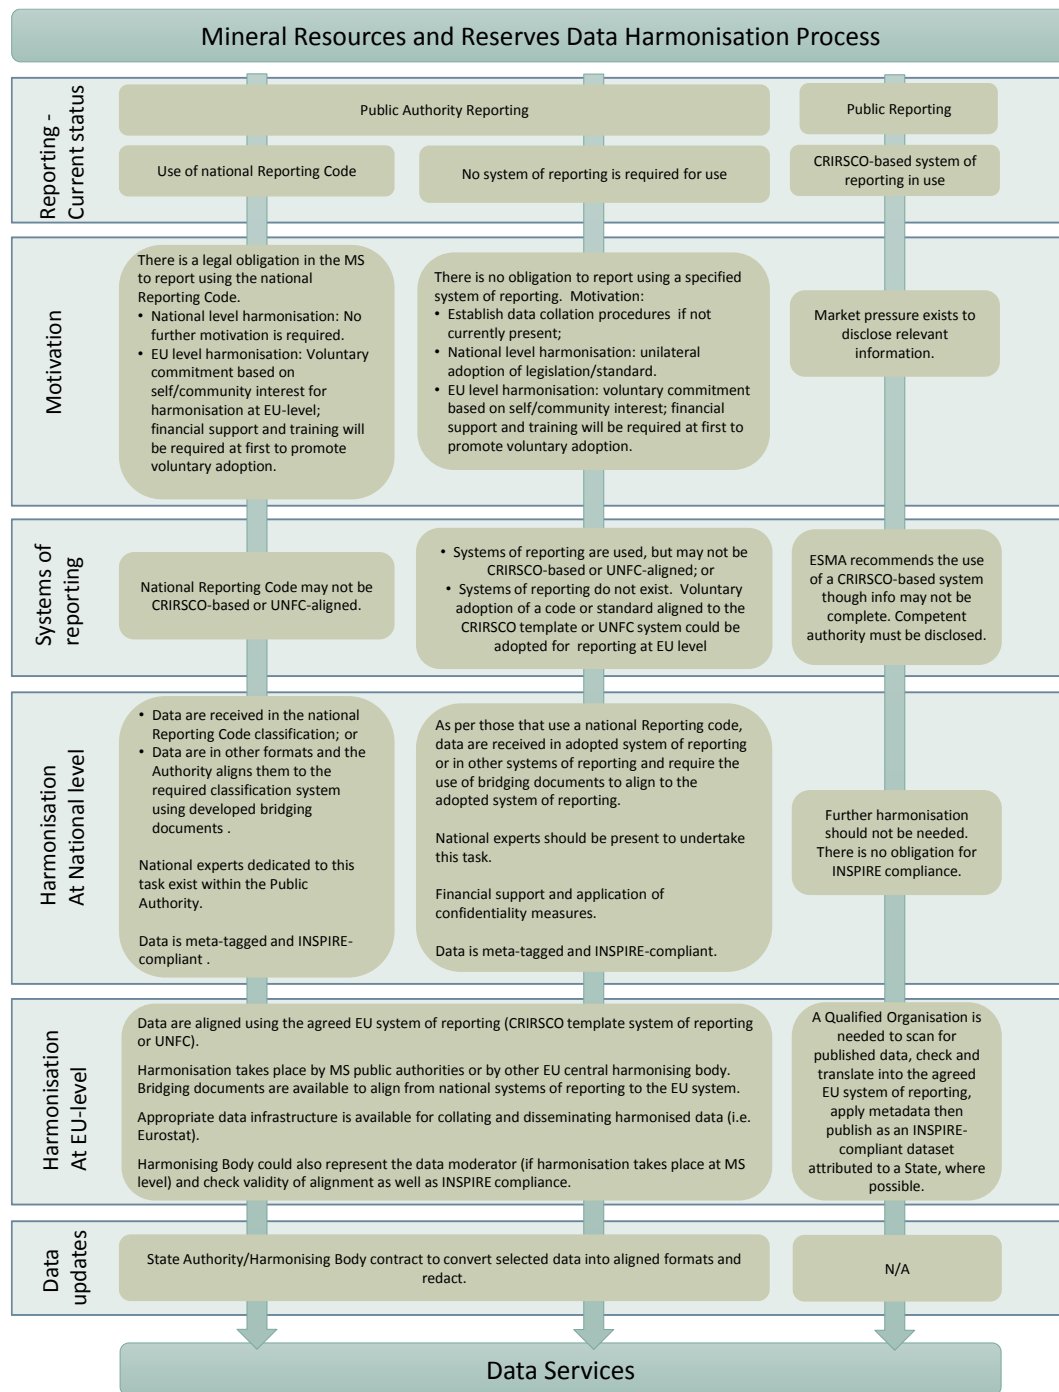 Mineral Resources and Reserves Data Harmonisation Process
Reporting -
Current status
Public Authority Reporting
Public Reporting
Use of national Reporting Code
No system of reporting is required for use
CRIRSCO-based system of
reporting in use
Motivation
There is a legal obligation in the MS
to report using the national
Reporting Code.
• National level harmonisation: No
further motivation is required.
• EU level harmonisation: Voluntary
commitment based on
self/community interest for
harmonisation at EU-level;
financial support and training will
be required at first to promote
voluntary adoption.
There is no obligation to report using a specified
system of reporting.  Motivation:
• Establish data collation procedures  if not
currently present;
• National level harmonisation: unilateral
adoption of legislation/standard.
• EU level harmonisation: voluntary commitment
based on self/community interest; financial
support and training will be required at first to
promote voluntary adoption.
Market pressure exists to
disclose relevant
information.
Systems of
reporting
National Reporting Code may not be
CRIRSCO-based or UNFC-aligned.
• Systems of reporting are used, but may not be
CRIRSCO-based or UNFC-aligned; or
• Systems of reporting do not exist.  Voluntary
adoption of a code or standard aligned to the
CRIRSCO template or UNFC system could be
adopted for  reporting at EU level
ESMA recommends the use
of a CRIRSCO-based system
though info may not be
complete. Competent
authority must be disclosed.
Harmonisation
At National level
• Data are received in the national
Reporting Code classification; or
• Data are in other formats and the
Authority aligns them to the
required classification system
using developed bridging
documents .
National experts dedicated to this
task exist within the Public
Authority.
Data is meta-tagged and INSPIRE-
compliant .
As per those that use a national Reporting code,
data are received in adopted system of reporting
or in other systems of reporting and require the
use of bridging documents to align to the
adopted system of reporting.
National experts should be present to undertake
this task.
Financial support and application of
confidentiality measures.
Data is meta-tagged and INSPIRE-compliant.
Further harmonisation
should not be needed.
There is no obligation for
INSPIRE compliance.
Harmonisation
At EU-level
Data are aligned using the agreed EU system of reporting (CRIRSCO template system of reporting
or UNFC).
Harmonisation takes place by MS public authorities or by other EU central harmonising body.
Bridging documents are available to align from national systems of reporting to the EU system.
Appropriate data infrastructure is available for collating and disseminating harmonised data (i.e.
Eurostat).
Harmonising Body could also represent the data moderator (if harmonisation takes place at MS
level) and check validity of alignment as well as INSPIRE compliance.
A Qualified Organisation is
needed to scan for
published data, check and
translate into the agreed
EU system of reporting,
apply metadata then
publish as an INSPIRE-
compliant dataset
attributed to a State, where
possible.
Data
updates
State Authority/Harmonising Body contract to convert selected data into aligned formats and
redact.
N/A
Data Services